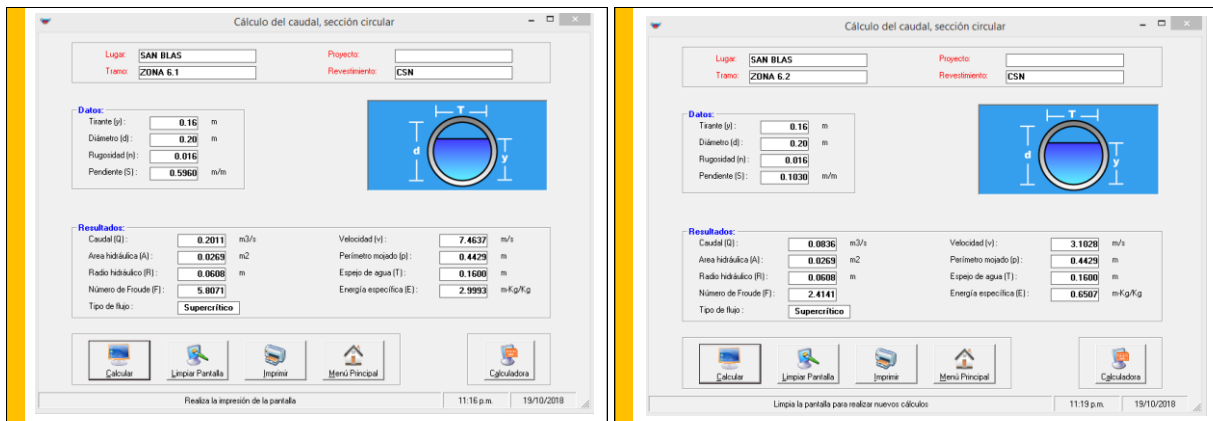 Cálculo del caudal, sección circular
Lugar: SAN BLAS Proyecto:
Tramo: ZONA 6.1 Revestimiento: CSN
Datos:
Tirante (y) : 0.16 m
Diámetro (d) : 0.20 m
Rugosidad (n) : 0.016
Pendiente (S) : 0.5960 m/m
T
d
y
Resultados:
Caudal (Q) : 0.2011 m3/s Velocidad (v) : 7.4637 m/s
Area hidráulica (A) : 0.0269 m2 Perímetro mojado (p) : 0.4429 m
Radio hidráulico (R) : 0.0608 m Espejo de agua (T) : 0.1600 m
Número de Froude (F) : 5.8071 Energía específica (E) : 2.9993 m-Kg/Kg
Tipo de flujo : Supercrítico
Calcular Limpiar Pantalla Imprimir Menú Principal Calculadora
Realiza la impresión de la pantalla 11:16 p.m. 19/10/2018
Cálculo del caudal, sección circular
Lugar: SAN BLAS Proyecto:
Tramo: ZONA 6.2 Revestimiento: CSN
Datos:
Tirante (y) : 0.16 m
Diámetro (d) : 0.20 m
Rugosidad (n) : 0.016
Pendiente (S) : 0.1030 m/m
T
d
y
Resultados:
Caudal (Q) : 0.0836 m3/s Velocidad (v) : 3.1028 m/s
Area hidráulica (A) : 0.0269 m2 Perímetro mojado (p) : 0.4429 m
Radio hidráulico (R) : 0.0608 m Espejo de agua (T) : 0.1600 m
Número de Froude (F) : 2.4141 Energía específica (E) : 0.6507 m-Kg/Kg
Tipo de flujo : Supercrítico
Calcular Limpiar Pantalla Imprimir Menú Principal Calculadora
Limpia la pantalla para realizar nuevos cálculos 11:19 p.m. 19/10/2018